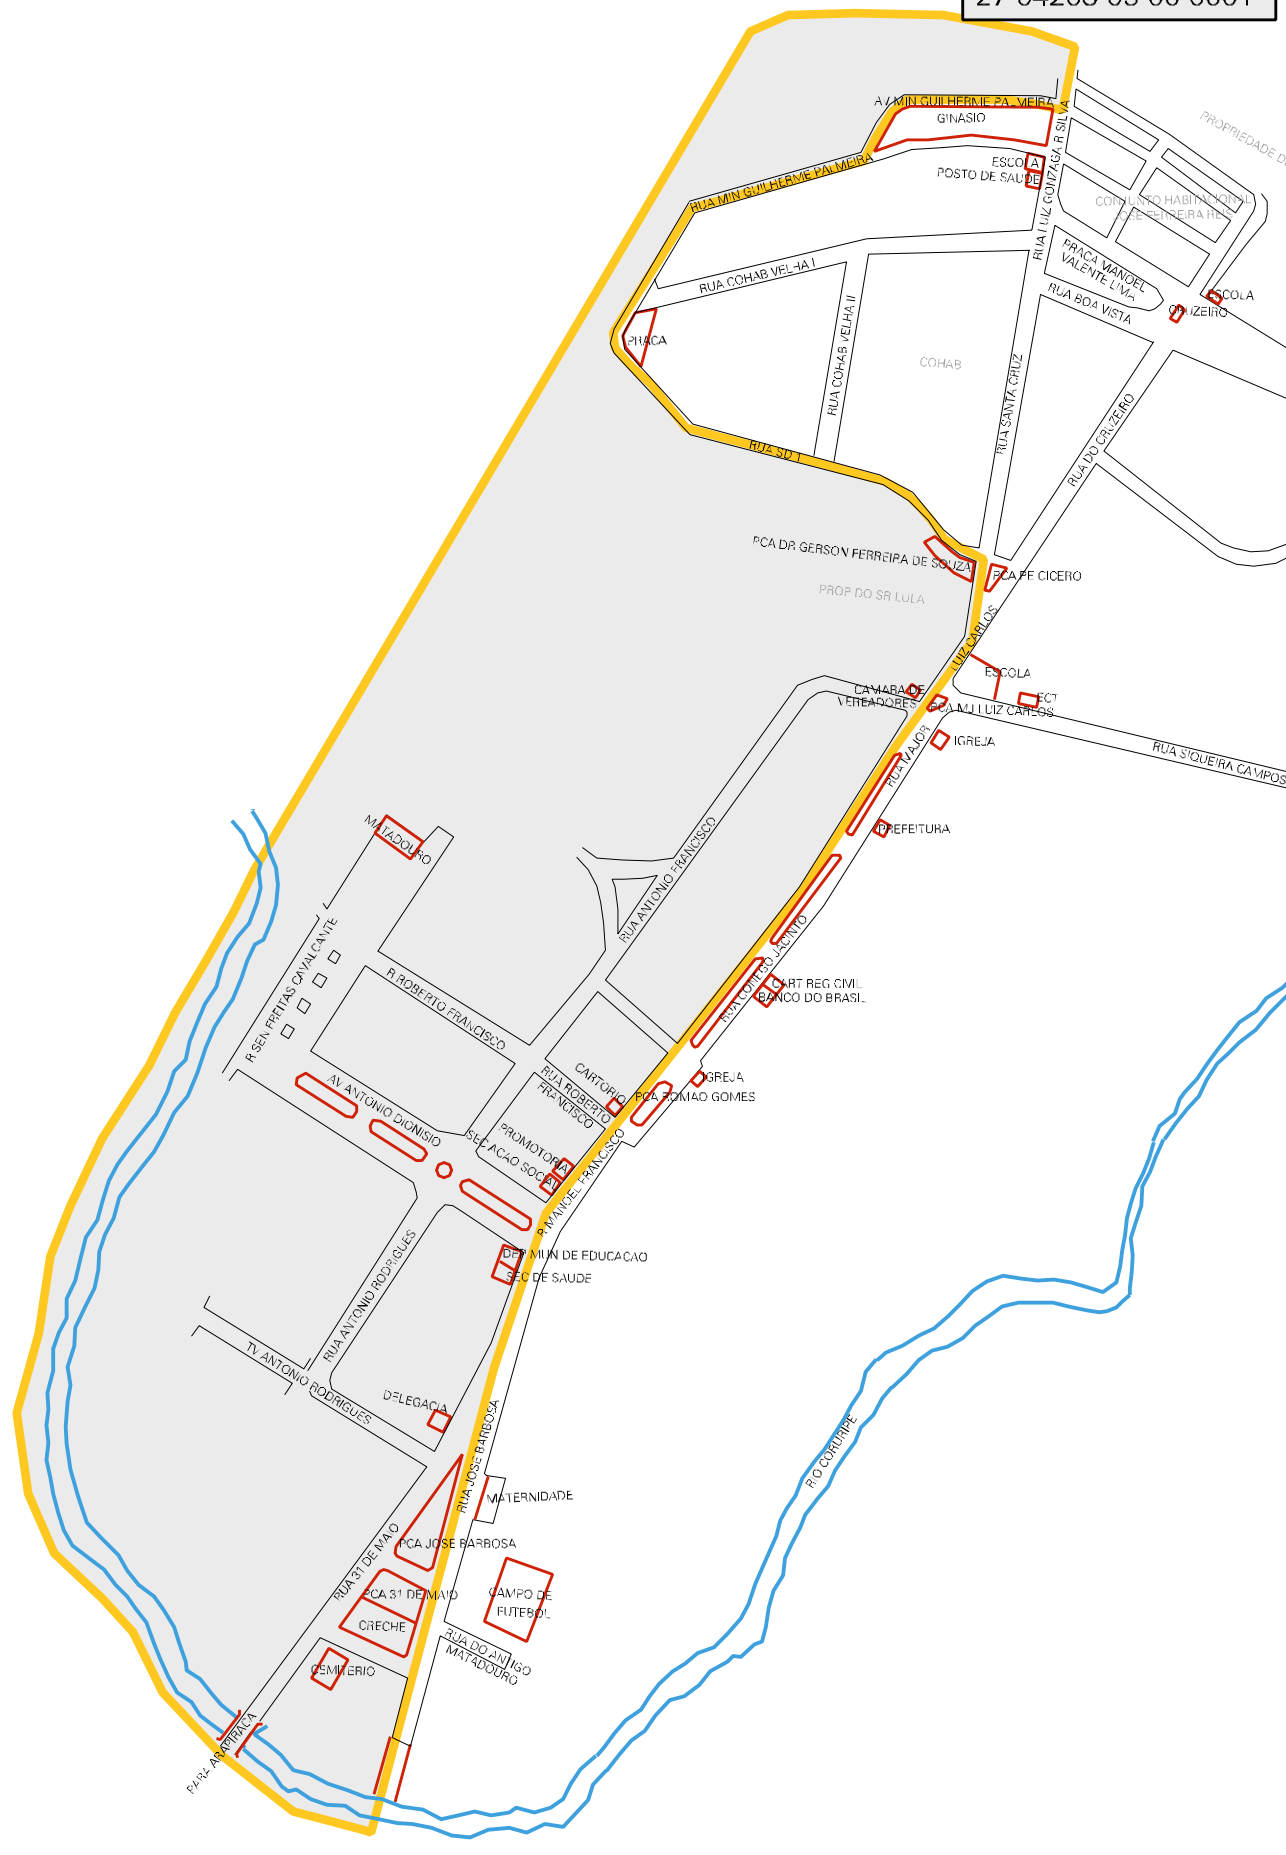 AV MIN GUILHERME PALMEIRA
GINASIO
PROPRIEDADE
RUA MIN GUILHERME PALMEIRA
ESCOLA
POSTO DE SAUDE
RUA LUIZ GONZAGA R SILVA
CONJUNTO HABITACIONAL
JOSE FERREIRA REIS
PRACA MANOEL
VALENTE LIMA
RUA COHAB VELHA I
RUA BOA VISTA
ESCOLA
CRUZEIRO
PRACA
RUA COHAB VELHA II
COHAB
RUA SANTA CRUZ
RUA DO CRUZEIRO
RUA SD 1
PCA DR GERSON FERREIRA DE SOUZA
PCA PE CICERO
PROP DO SR LULA
LUIZ CARLOS
ESCOLA
CAMARA DE
VEREADORES
ECT
PCA MJ LUIZ CARLOS
RUA MAJOR
IGREJA
RUA SIQUEIRA CAMPOS
MATADOURO
PREFEITURA
RUA ANTONIO FRANCISCO
R SEN FREITAS CAVALCANTE
R ROBERTO FRANCISCO
RUA CONEGO JACINTO
CART REG CIVIL
BANCO DO BRASIL
CARTORIO
IGREJA
RUA ROBERTO
FRANCISCO
PCA ROMAO GOMES
AV ANTONIO DIONISIO
PROMOTORIA
SEC ACAO SOCIAL
R MANOEL FRANCISCO
DEP MUN DE EDUCACAO
SEC DE SAUDE
RUA ANTONIO RODRIGUES
TV ANTONIO RODRIGUES
DELEGACIA
RUA JOSE BARBOSA
RIO CORURIPE
MATERNIDADE
PCA JOSE BARBOSA
RUA 31 DE MAIO
PCA 31 DE MAIO
CAMPO DE
FUTEBOL
CRECHE
RUA DO ANTIGO
MATADOURO
CEMITERIO
PARA ARAPIRACA